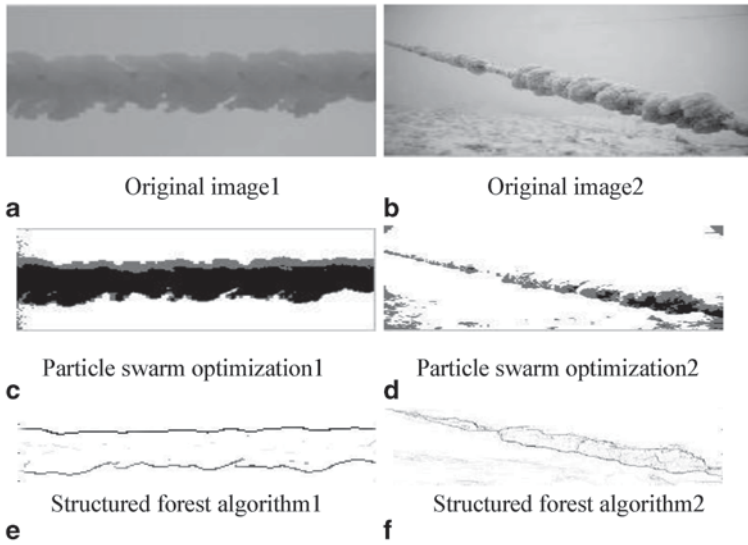 Original image1
Original image2
a
b
Particle swarm optimization1
Particle swarm optimization2
c
d
Structured forest algorithm1
Structured forest algorithm2
e
f